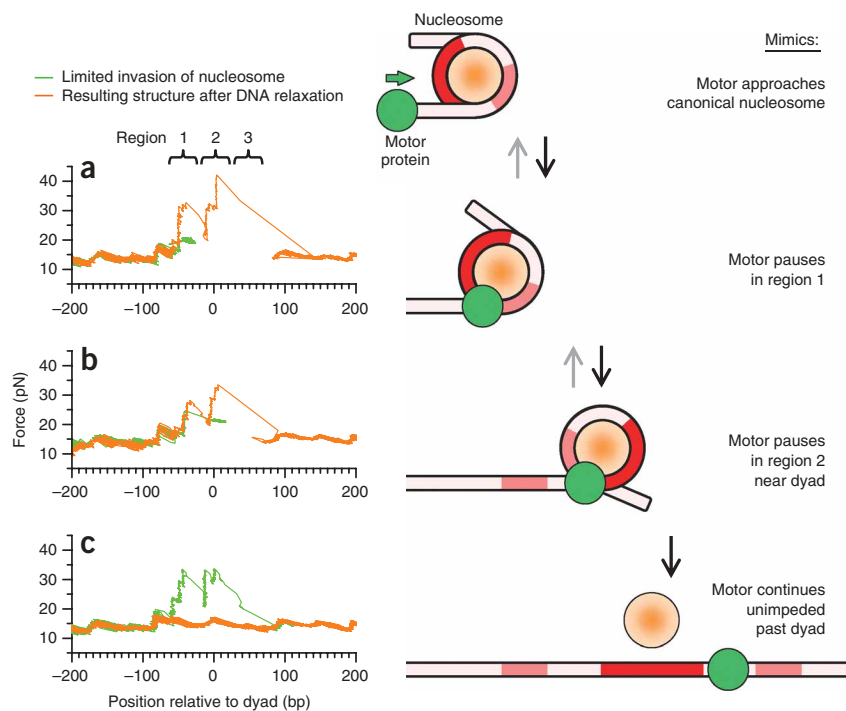 Limited invasion of nucleosome
Resulting structure after DNA relaxation
Region 1 2 3
a
40
30
20
10
–200 –100 0 100 200
b
40
30
20
10
–200 –100 0 100 200
c
40
30
20
10
–200 –100 0 100 200
Force (pN)
Position relative to dyad (bp)
Nucleosome
Motor
protein
Mimics:
Motor approaches
canonical nucleosome
Motor pauses
in region 1
Motor pauses
in region 2
near dyad
Motor continues
unimpeded
past dyad